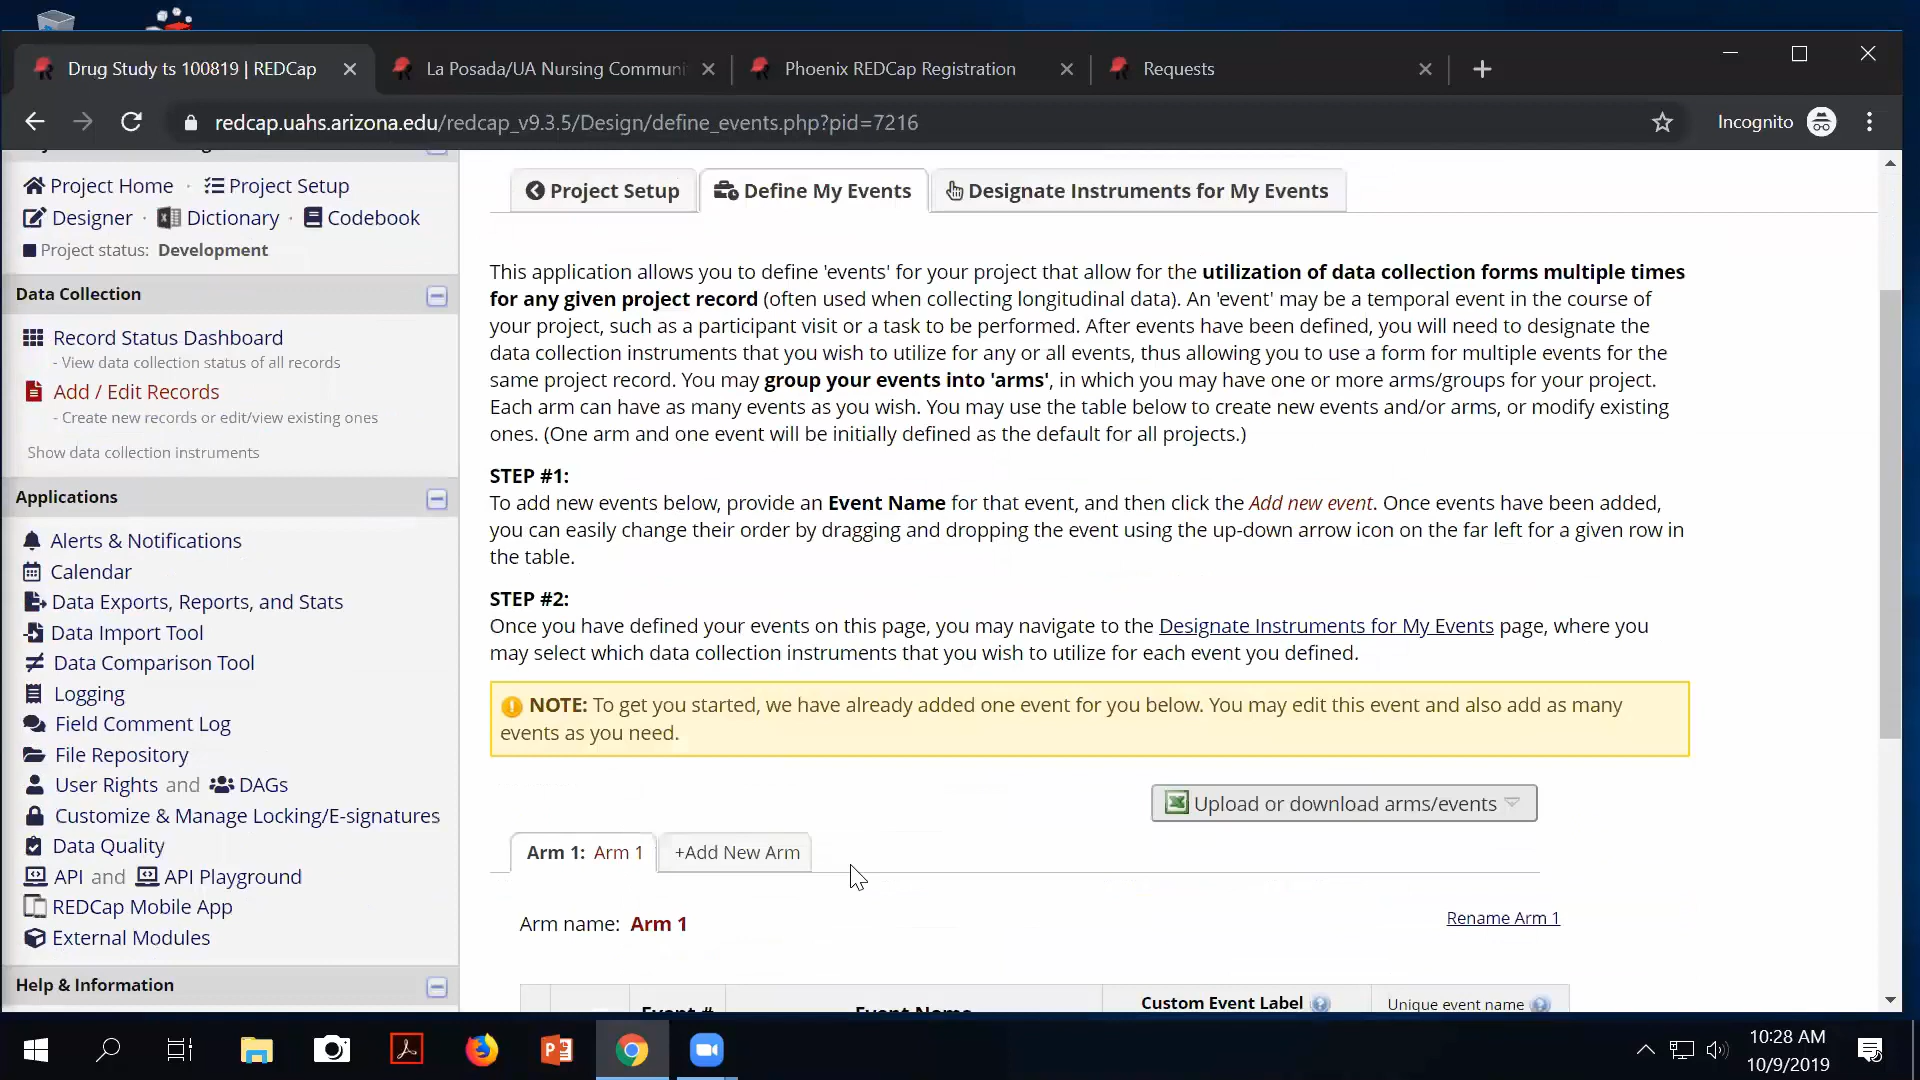 Drug Study ts 100819 | REDCap
La Posada/UA Nursing Communi
Phoenix REDCap Registration
Requests
redcap.uahs.arizona.edu/redcap_v9.3.5/Design/define_events.php?pid=7216
Incognito
Project Home · Project Setup
Designer · Dictionary · Codebook
Project status: Development
Data Collection
Record Status Dashboard
- View data collection status of all records
Add / Edit Records
- Create new records or edit/view existing ones
Show data collection instruments
Applications
Alerts & Notifications
Calendar
Data Exports, Reports, and Stats
Data Import Tool
Data Comparison Tool
Logging
Field Comment Log
File Repository
User Rights and DAGs
Customize & Manage Locking/E-signatures
Data Quality
API and API Playground
REDCap Mobile App
External Modules
Help & Information
Project Setup
Define My Events
Designate Instruments for My Events
This application allows you to define 'events' for your project that allow for the utilization of data collection forms multiple times
for any given project record (often used when collecting longitudinal data). An 'event' may be a temporal event in the course of
your project, such as a participant visit or a task to be performed. After events have been defined, you will need to designate the
data collection instruments that you wish to utilize for any or all events, thus allowing you to use a form for multiple events for the
same project record. You may group your events into 'arms', in which you may have one or more arms/groups for your project.
Each arm can have as many events as you wish. You may use the table below to create new events and/or arms, or modify existing
ones. (One arm and one event will be initially defined as the default for all projects.)
STEP #1:
To add new events below, provide an Event Name for that event, and then click the Add new event. Once events have been added,
you can easily change their order by dragging and dropping the event using the up-down arrow icon on the far left for a given row in
the table.
STEP #2:
Once you have defined your events on this page, you may navigate to the Designate Instruments for My Events page, where you
may select which data collection instruments that you wish to utilize for each event you defined.
NOTE: To get you started, we have already added one event for you below. You may edit this event and also add as many
events as you need.
Upload or download arms/events
Arm 1: Arm 1
+Add New Arm
Arm name: Arm 1
Rename Arm 1
Event #
Event Name
Custom Event Label
Unique event name
10:28 AM
10/9/2019